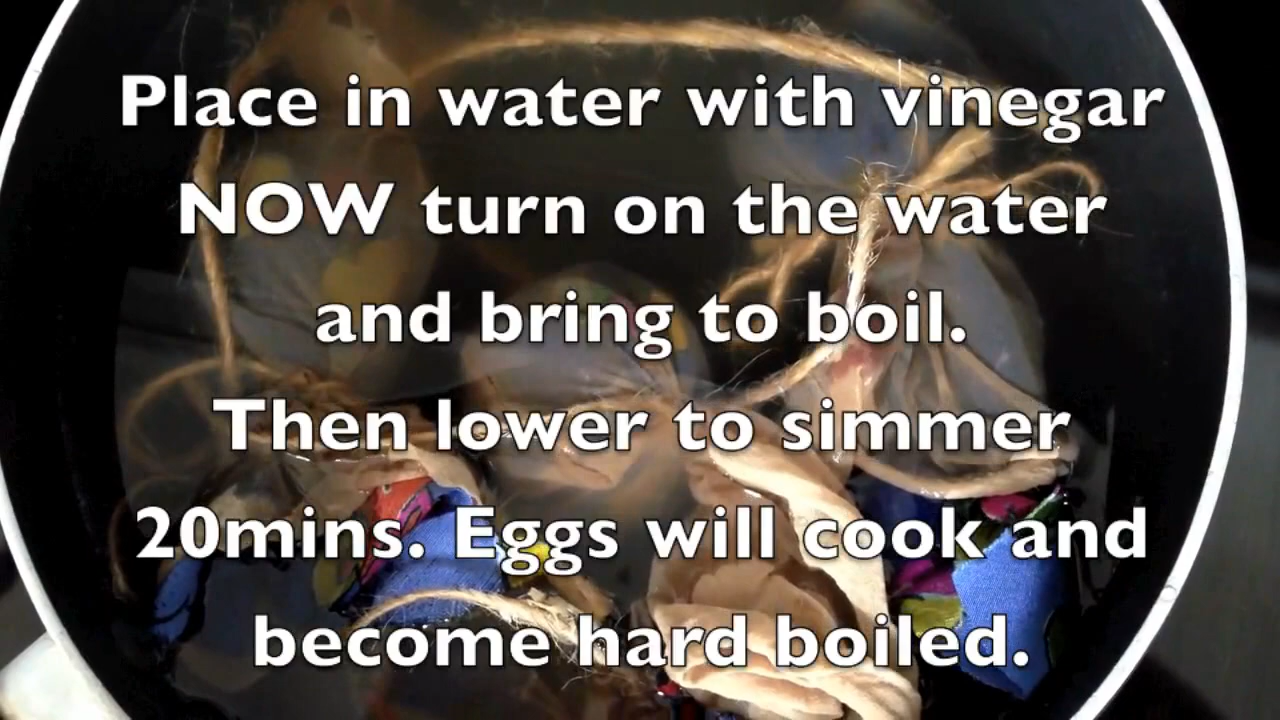 Place in water with vinegar
NOW turn on the water
and bring to boil.
Then lower to simmer
20mins. Eggs will cook and
become hard boiled.